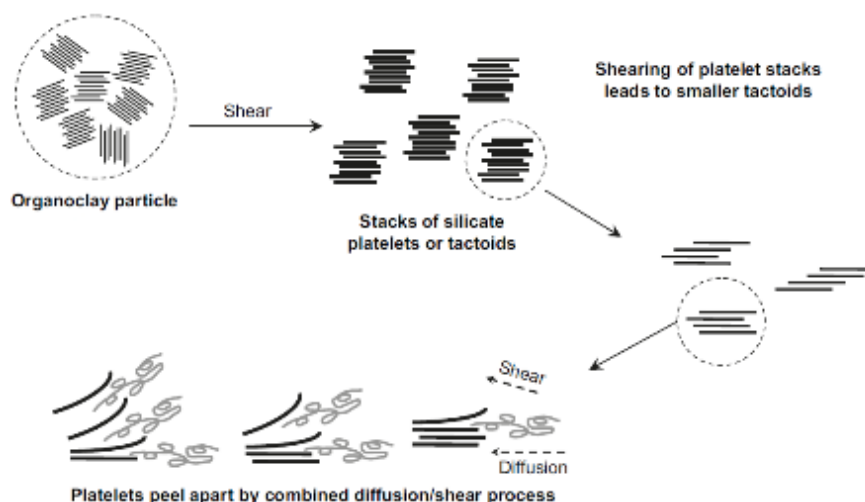 Shearing of platelet stacks
leads to smaller tactoids
Shear
Organoclay particle
Stacks of silicate
platelets or tactoids
Shear
Diffusion
Platelets peel apart by combined diffusion/shear process